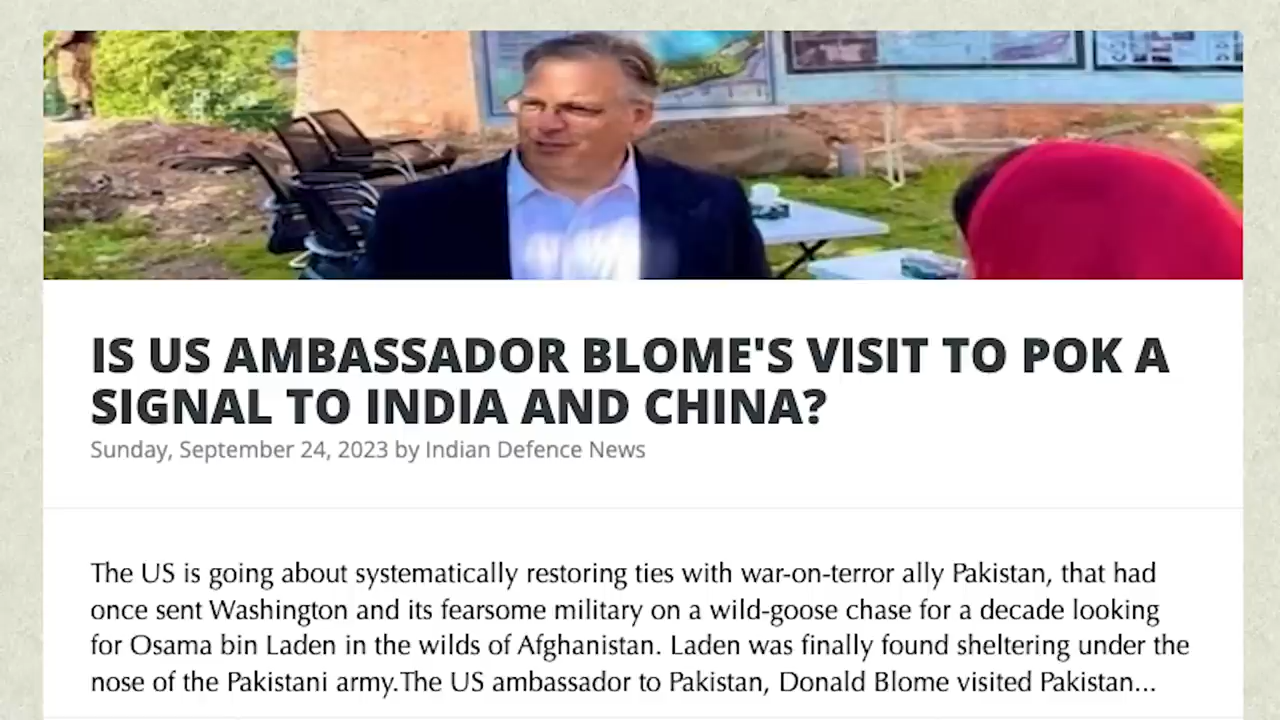 IS US AMBASSADOR BLOME'S VISIT TO POK A
SIGNAL TO INDIA AND CHINA?
Sunday, September 24, 2023 by Indian Defence News
The US is going about systematically restoring ties with war-on-terror ally Pakistan, that had
once sent Washington and its fearsome military on a wild-goose chase for a decade looking
for Osama bin Laden in the wilds of Afghanistan. Laden was finally found sheltering under the
nose of the Pakistani army.The US ambassador to Pakistan, Donald Blome visited Pakistan...